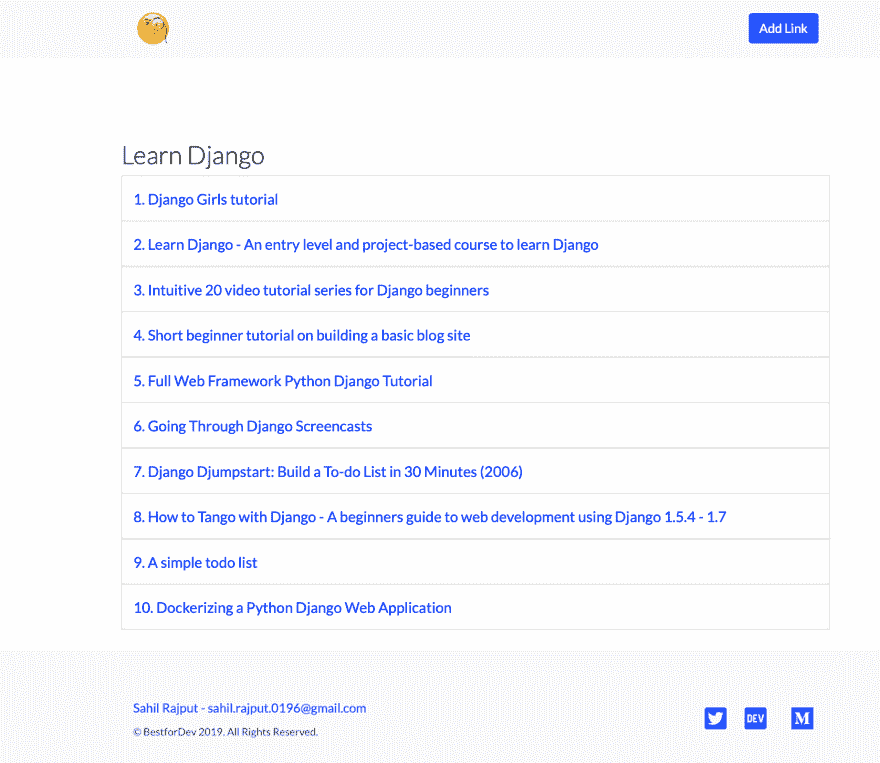 Add Link
Learn Django
1. Django Girls tutorial
2. Learn Django - An entry level and project-based course to learn Django
3. Intuitive 20 video tutorial series for Django beginners
4. Short beginner tutorial on building a basic blog site
5. Full Web Framework Python Django Tutorial
6. Going Through Django Screencasts
7. Django Djumpstart: Build a To-do List in 30 Minutes (2006)
8. How to Tango with Django - A beginners guide to web development using Django 1.5.4 - 1.7
9. A simple todo list
10. Dockerizing a Python Django Web Application
Sahil Rajput - sahil.rajput.0196@gmail.com
DEV M
© BestforDev 2019. All Rights Reserved.